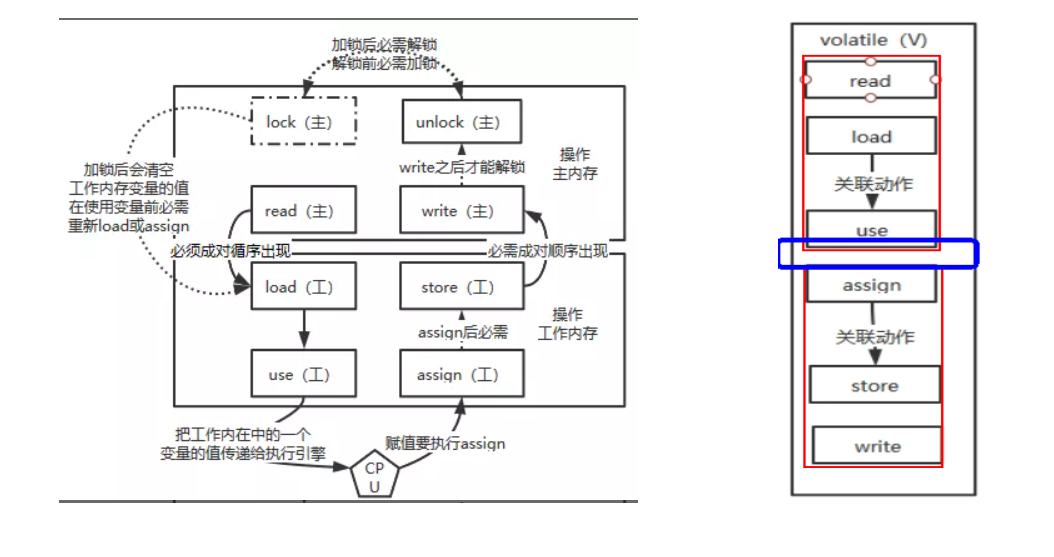 加锁后必需解锁
解锁前必需加锁
lock（主）
unlock（主）
操作
主内存
加锁后会清空
工作内存变量的值
在使用变量前必需
重新load或assign
write之后才能解锁
read（主）
write（主）
必须成对循序出现
必需成对顺序出现
load（工）
store（工）
操作
工作内存
assign后必需
use（工）
assign（工）
把工作内在中的一个
变量的值传递给执行引擎
赋值要执行assign
CP
U
volatile（V）
read
load
关联动作
use
assign
关联动作
store
write